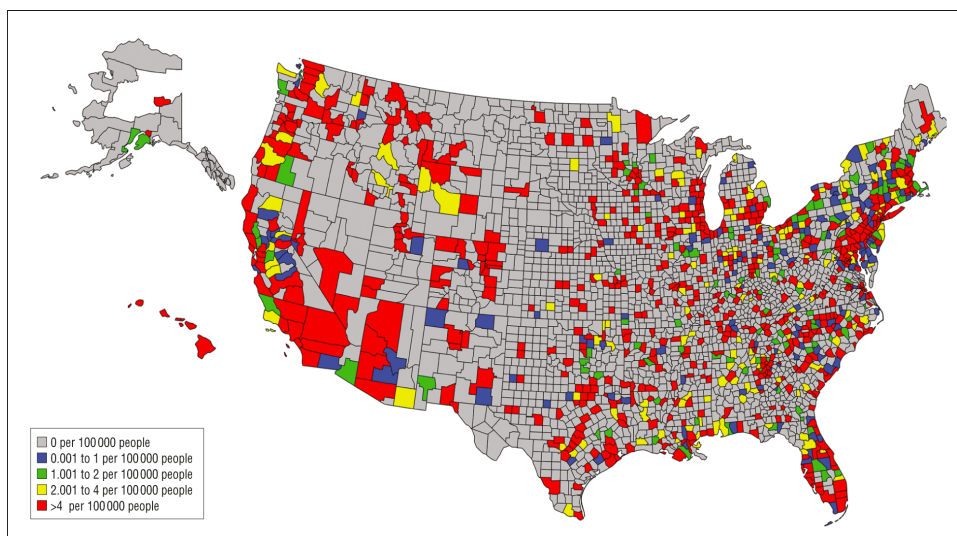 0 per 100 000 people
0.001 to 1 per 100 000 people
1.001 to 2 per 100 000 people
2.001 to 4 per 100 000 people
>4 per 100 000 people